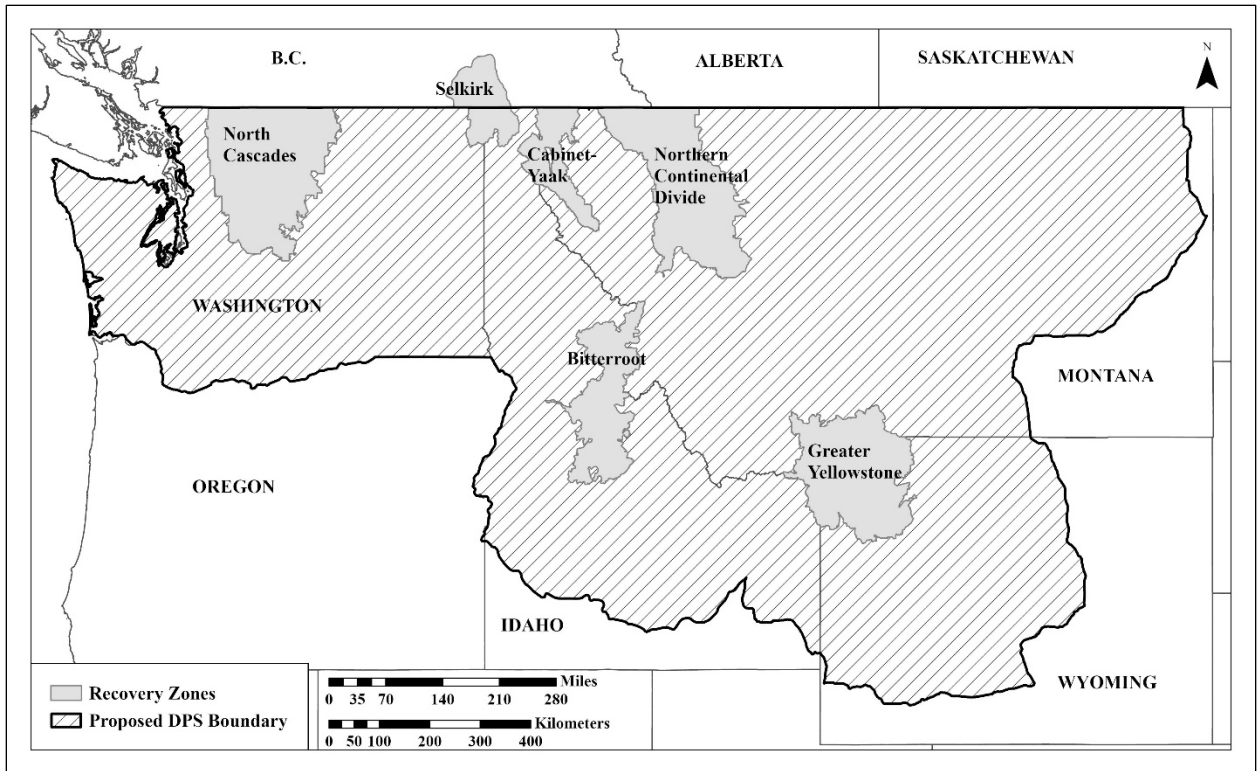 B.C.
ALBERTA
SASKATCHEWAN
N
Selkirk
North
Cascades
Cabinet-
Yaak
Northern
Continental
Divide
WASHINGTON
Bitterroot
MONTANA
Greater
Yellowstone
OREGON
IDAHO
WYOMING
Recovery Zones
Proposed DPS Boundary
Miles
0 35 70 140 210 280
Kilometers
0 50 100 200 300 400